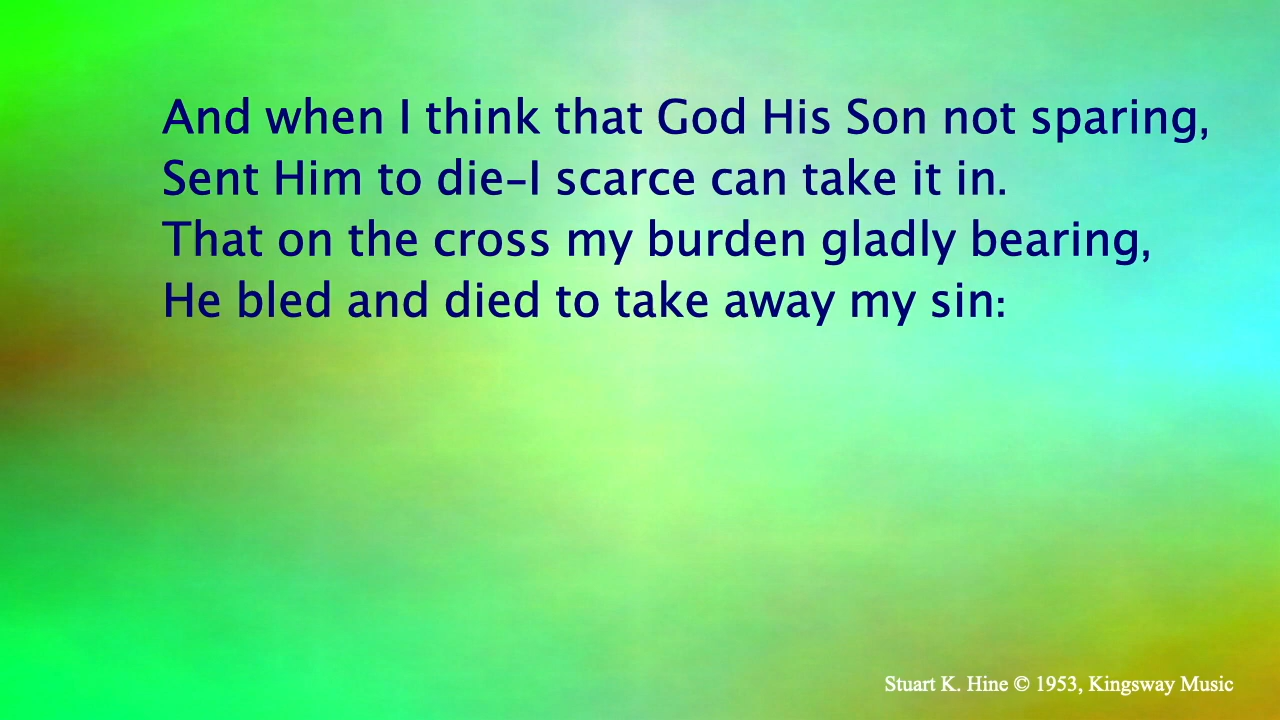 And when I think that God His Son not sparing,
Sent Him to die–I scarce can take it in.
That on the cross my burden gladly bearing,
He bled and died to take away my sin:
Stuart K. Hine © 1953, Kingsway Music